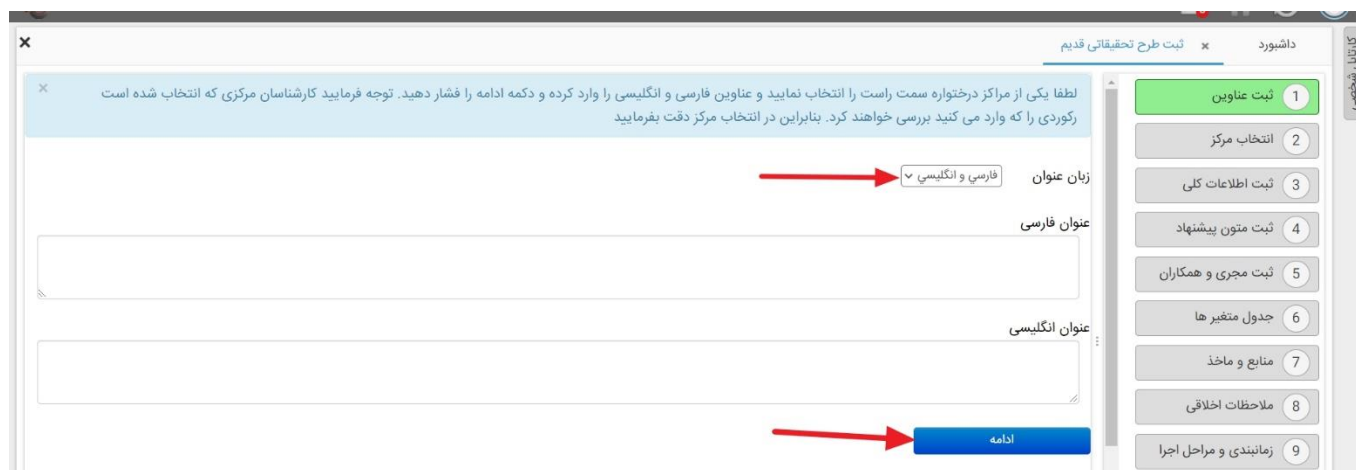 داشبورد
× ثبت طرح تحقیقاتی قدیم
کارتابل شخصی
1 ثبت عناوین
2 انتخاب مرکز
3 ثبت اطلاعات کلی
4 ثبت متون پیشنهاد
5 ثبت مجری و همکاران
6 جدول متغیر ها
7 منابع و ماخذ
8 ملاحظات اخلاقی
9 زمانبندی و مراحل اجرا
لطفا یکی از مراکز درختواره سمت راست را انتخاب نمایید و عناوین فارسی و انگلیسی را وارد کرده و دکمه ادامه را فشار دهید. توجه فرمایید کارشناسان مرکزی که انتخاب شده است
رکوردی را که وارد می کنید بررسی خواهند کرد. بنابراین در انتخاب مرکز دقت بفرمایید
زبان عنوان فارسي و انگليسي
عنوان فارسی
عنوان انگلیسی
ادامه